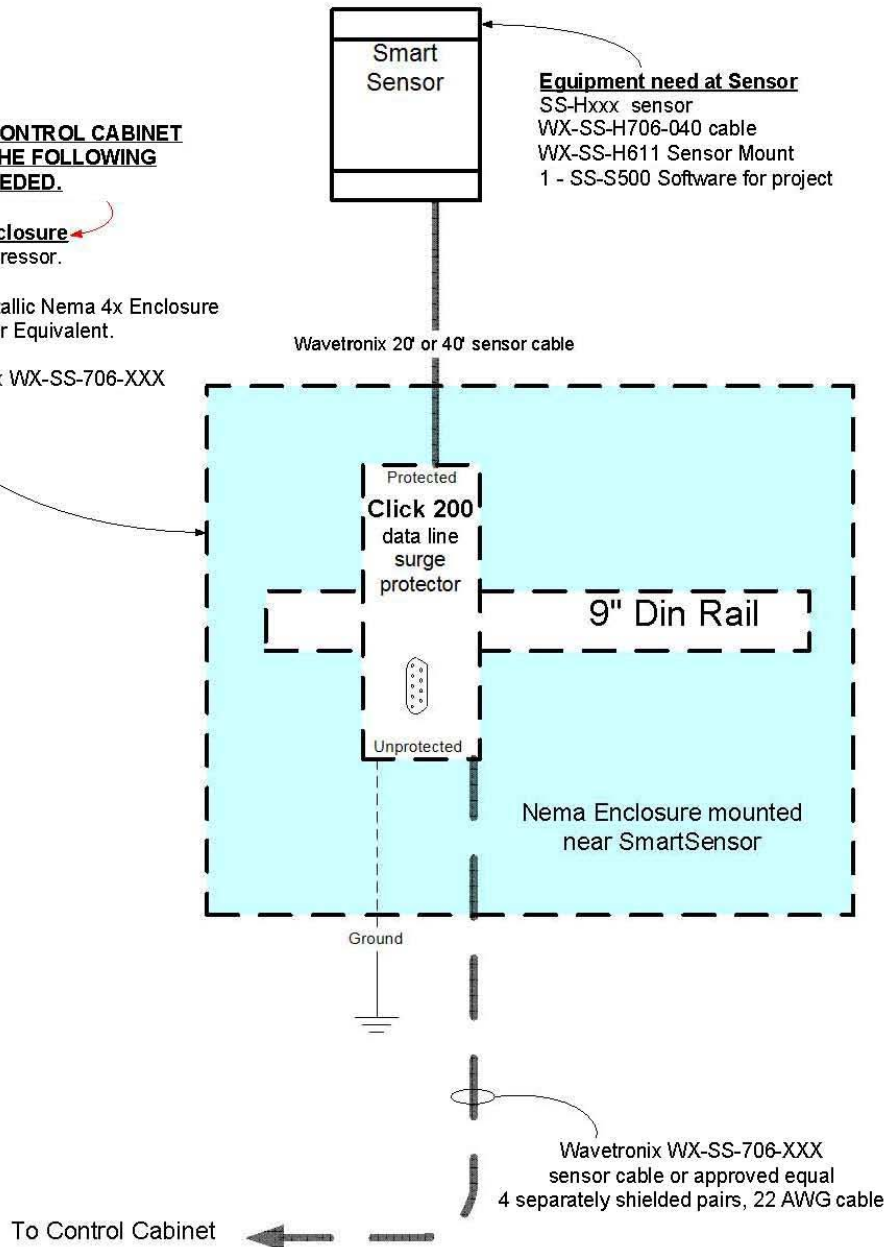 Smart
Sensor
Equipment need at Sensor
SS-Hxxx sensor
WX-SS-H706-040 cable
WX-SS-H611 Sensor Mount
1 - SS-S500 Software for project
ONTROL CABINET
HE FOLLOWING
EDED.
closure
ressor.
tallic Nema 4x Enclosure
r Equivalent.
x WX-SS-706-XXX
Wavetronix 20' or 40' sensor cable
Protected
Click 200
data line
surge
protector
9" Din Rail
Unprotected
Nema Enclosure mounted
near SmartSensor
Ground
Wavetronix WX-SS-706-XXX
sensor cable or approved equal
4 separately shielded pairs, 22 AWG cable
To Control Cabinet